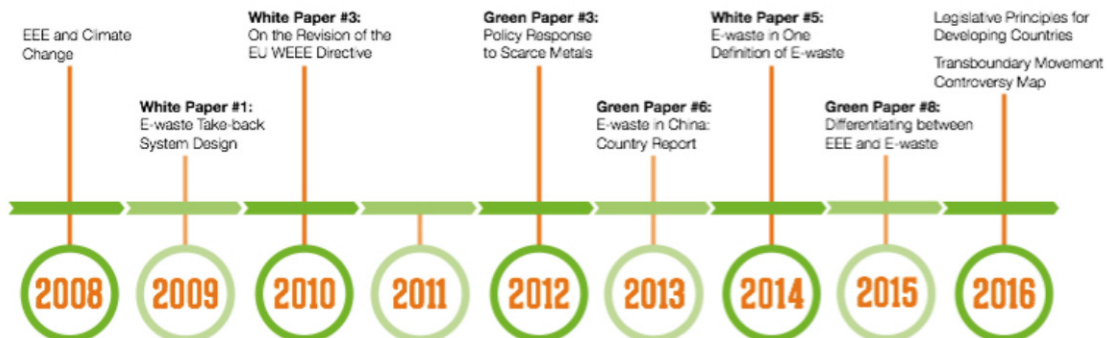 EEE and Climate
Change
White Paper #1:
E-waste Take-back
System Design
White Paper #3:
On the Revision of the
EU WEEE Directive
Green Paper #3:
Policy Response
to Scarce Metals
Green Paper #6:
E-waste in China:
Country Report
White Paper #5:
E-waste in One
Definition of E-waste
Green Paper #8:
Differentiating between
EEE and E-waste
Legislative Principles for
Developing Countries
Transboundary Movement
Controversy Map
2008
2009
2010
2011
2012
2013
2014
2015
2016